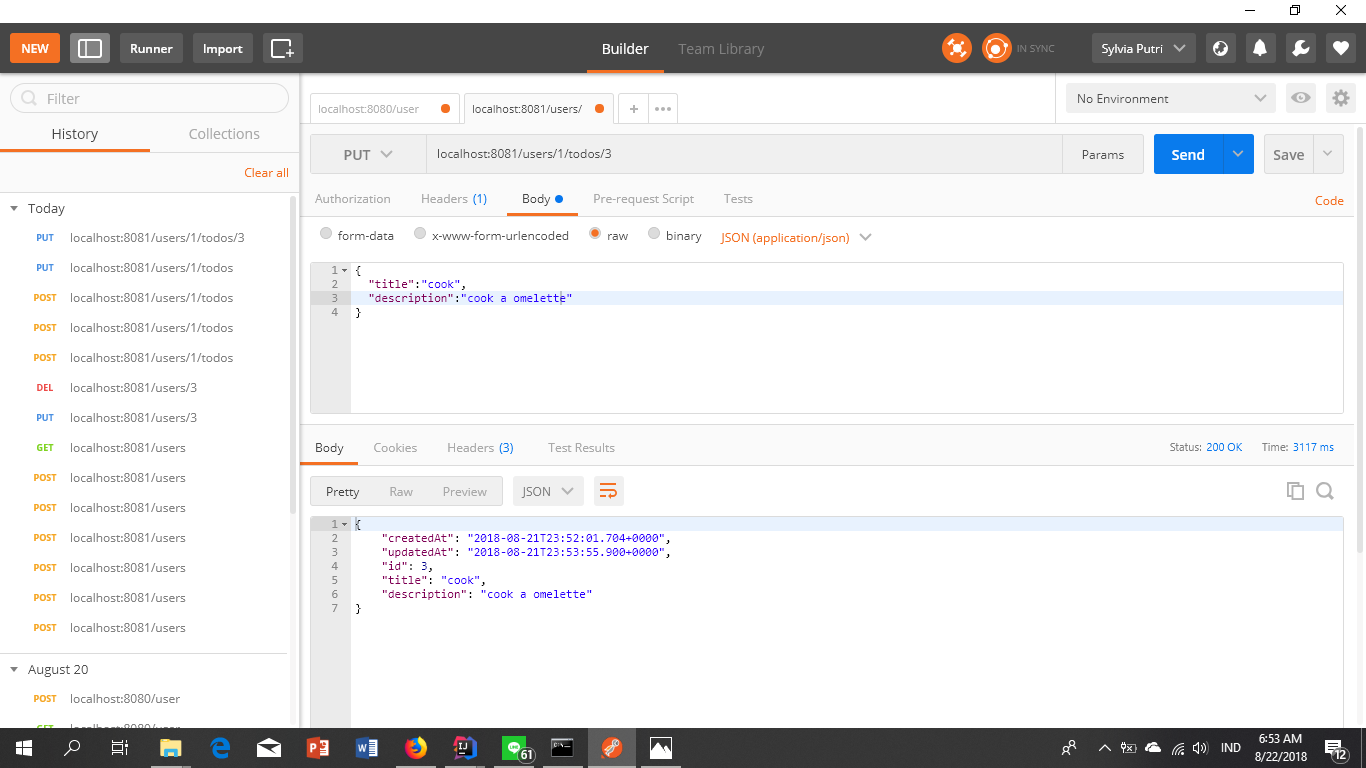 NEW Runner Import Builder Team Library IN SYNC Sylvia Putri
Filter
History Collections
Clear all
Today
PUT localhost:8081/users/1/todos/3
PUT localhost:8081/users/1/todos
POST localhost:8081/users/1/todos
POST localhost:8081/users/1/todos
POST localhost:8081/users/1/todos
DEL localhost:8081/users/3
PUT localhost:8081/users/3
GET localhost:8081/users
POST localhost:8081/users
POST localhost:8081/users
POST localhost:8081/users
POST localhost:8081/users
POST localhost:8081/users
POST localhost:8081/users
August 20
POST localhost:8080/user
GET localhost:8080/user
localhost:8080/user localhost:8081/users/ + ••• No Environment
PUT localhost:8081/users/1/todos/3 Params Send Save
Authorization Headers (1) Body Pre-request Script Tests Code
form-data x-www-form-urlencoded raw binary JSON (application/json)
1 {
2 "title":"cook",
3 "description":"cook a omelette"
4 }
Body Cookies Headers (3) Test Results Status: 200 OK Time: 3117 ms
Pretty Raw Preview JSON
1 {
2 "createdAt": "2018-08-21T23:52:01.704+0000",
3 "updatedAt": "2018-08-21T23:53:55.900+0000",
4 "id": 3,
5 "title": "cook",
6 "description": "cook a omelette"
7 }
61 IND 6:53 AM
8/22/2018 12